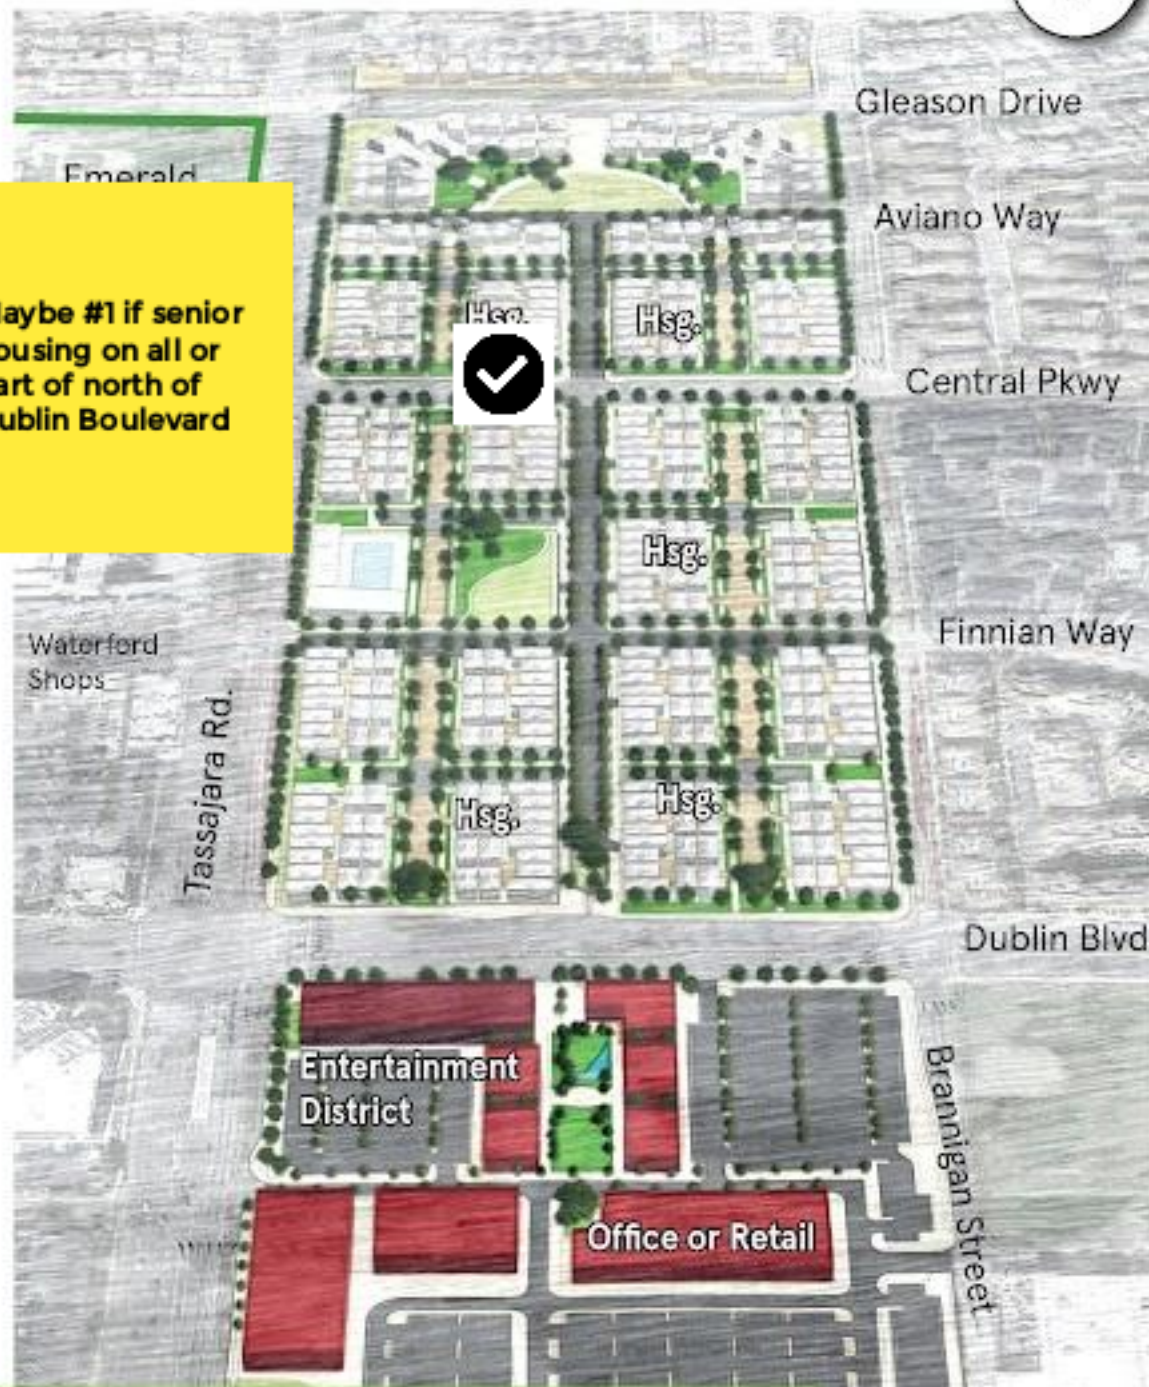 Gleason Drive
Emerald
Aviano Way
aybe #1 if senior
ousing on all or
art of north of
ublin Boulevard
Hsg.
Hsg.
Central Pkwy
Hsg.
Finnian Way
Waterford
Shops
Tassajara Rd.
Hsg.
Hsg.
Dublin Blvd
Entertainment
District
Brannigan Street
Office or Retail